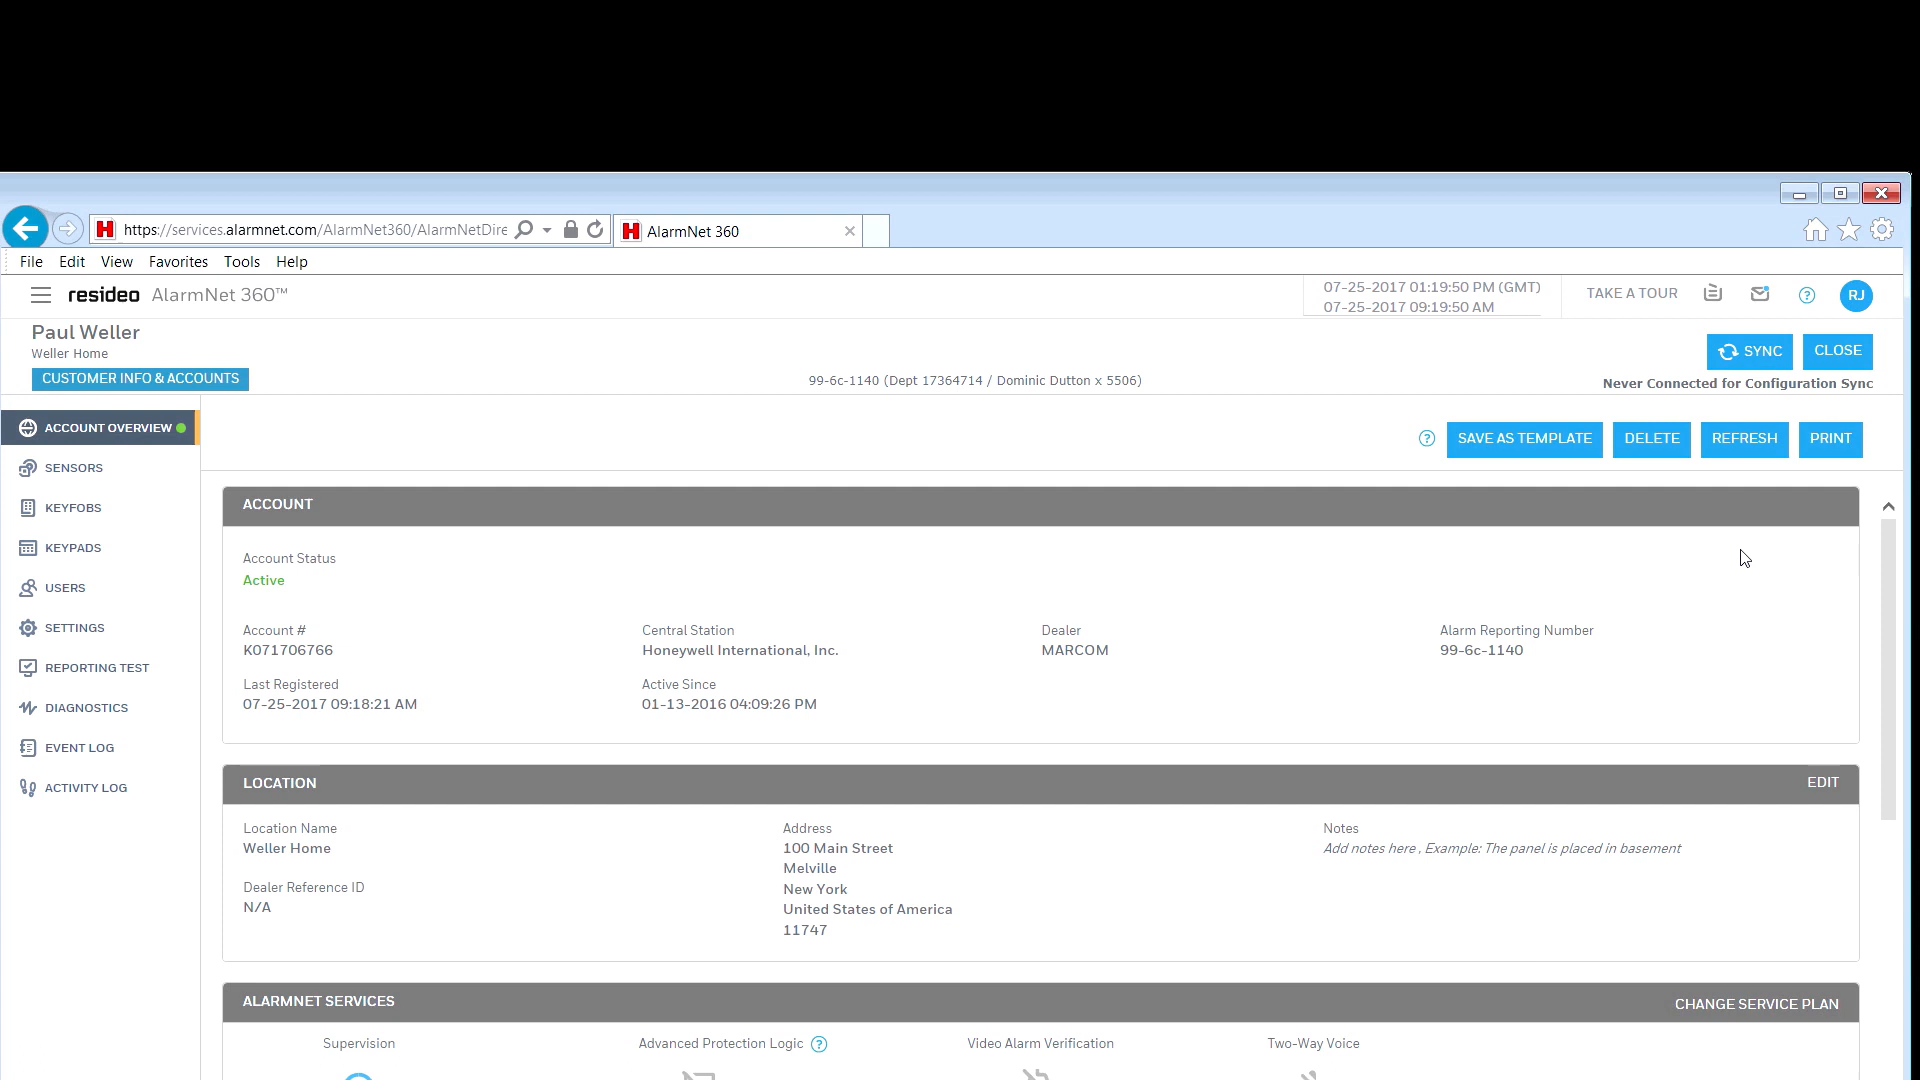 https://services.alarmnet.com/AlarmNet360/AlarmNetDire
AlarmNet 360
File Edit View Favorites Tools Help
resideo AlarmNet 360™
07-25-2017 01:19:50 PM (GMT)
07-25-2017 09:19:50 AM
TAKE A TOUR
RJ
Paul Weller
Weller Home
CUSTOMER INFO & ACCOUNTS
99-6c-1140 (Dept 17364714 / Dominic Dutton x 5506)
SYNC
CLOSE
Never Connected for Configuration Sync
ACCOUNT OVERVIEW
SENSORS
KEYFOBS
KEYPADS
USERS
SETTINGS
REPORTING TEST
DIAGNOSTICS
EVENT LOG
ACTIVITY LOG
SAVE AS TEMPLATE
DELETE
REFRESH
PRINT
ACCOUNT
Account Status
Active
Account #
K071706766
Central Station
Honeywell International, Inc.
Dealer
MARCOM
Alarm Reporting Number
99-6c-1140
Last Registered
07-25-2017 09:18:21 AM
Active Since
01-13-2016 04:09:26 PM
LOCATION
EDIT
Location Name
Weller Home
Dealer Reference ID
N/A
Address
100 Main Street
Melville
New York
United States of America
11747
Notes
Add notes here , Example: The panel is placed in basement
ALARMNET SERVICES
CHANGE SERVICE PLAN
Supervision
Advanced Protection Logic
Video Alarm Verification
Two-Way Voice